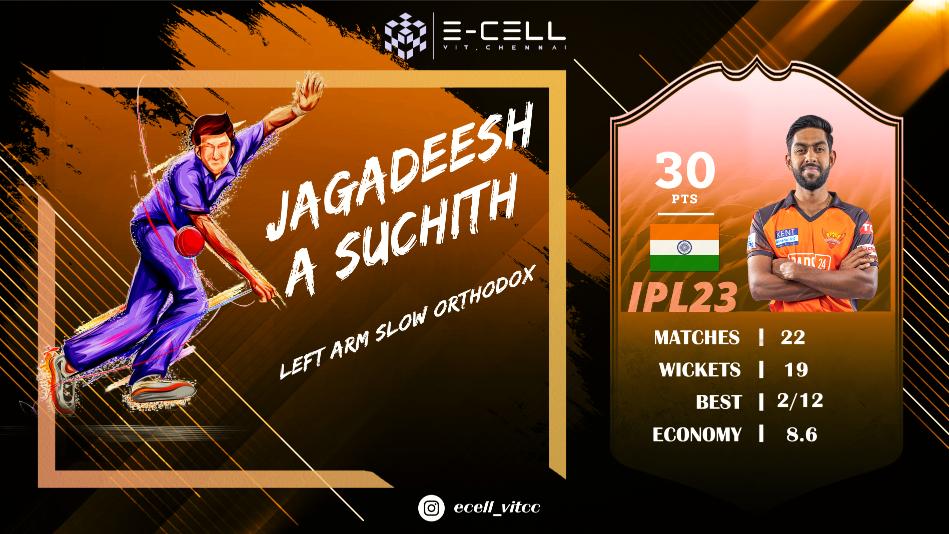 E-CELL
VIT, CHENNAI
JAGADEESH
A SUCHITH
LEFT ARM SLOW ORTHODOX
30
PTS
IPL23
MATCHES | 22
WICKETS | 19
BEST | 2/12
ECONOMY | 8.6
ecell_vitcc